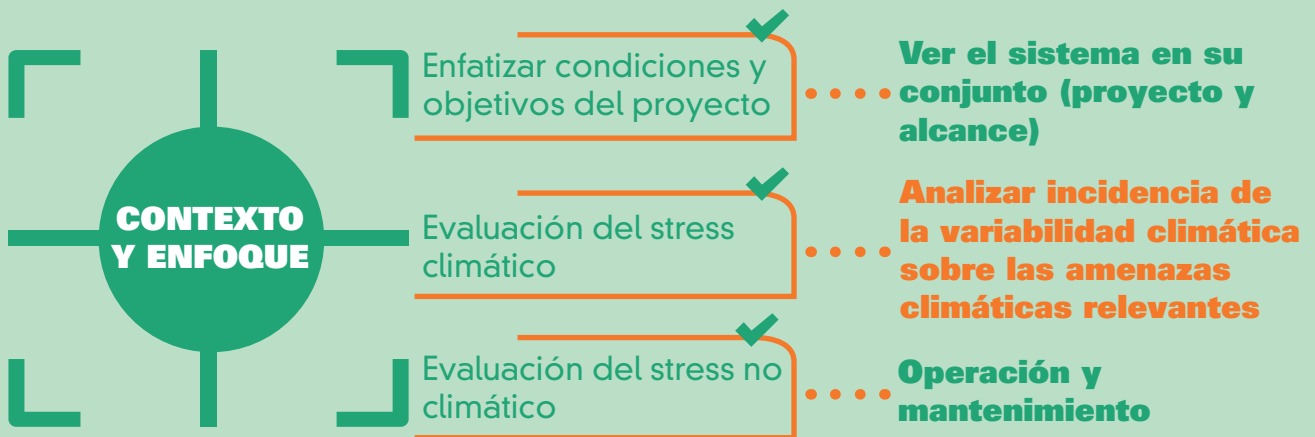 CONTEXTO
Y ENFOQUE
Enfatizar condiciones y
objetivos del proyecto
Ver el sistema en su
conjunto (proyecto y
alcance)
Evaluación del stress
climático
Analizar incidencia de
la variabilidad climática
sobre las amenazas
climáticas relevantes
Evaluación del stress no
climático
Operación y
mantenimiento